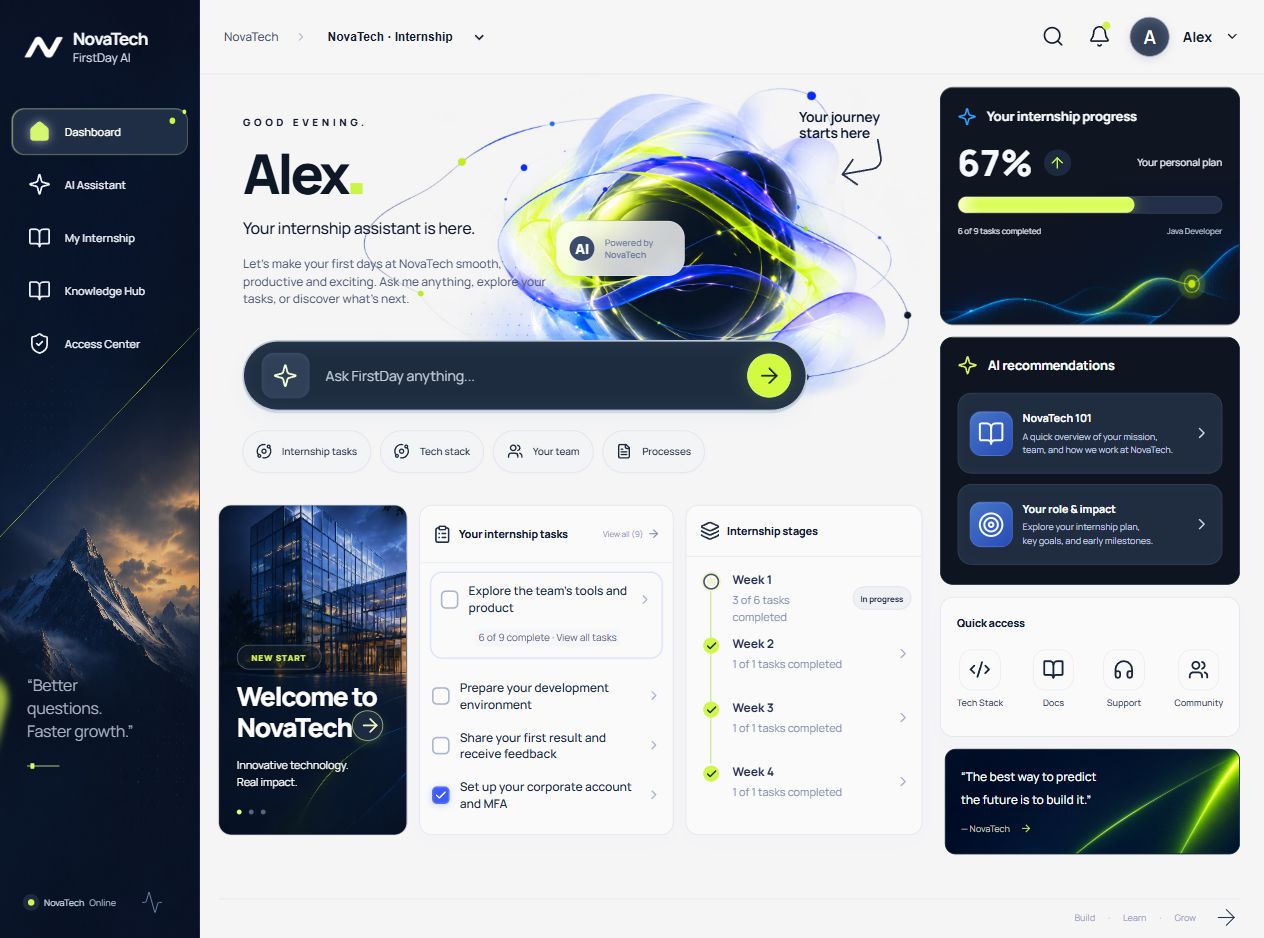 NovaTech
FirstDay AI
Dashboard
AI Assistant
My Internship
Knowledge Hub
Access Center
“Better
questions.
Faster growth.”
NovaTech Online
NovaTech
NovaTech · Internship
A
Alex
GOOD EVENING.
Alex.
Your internship assistant is here.
Let's make your first days at NovaTech smooth,
productive and exciting. Ask me anything, explore your
tasks, or discover what's next.
AI
Powered by
NovaTech
Your journey
starts here
Ask FirstDay anything...
Internship tasks
Tech stack
Your team
Processes
NEW START
Welcome to
NovaTech
Innovative technology.
Real impact.
Your internship tasks
View all (9)
Explore the team's tools and
product
6 of 9 complete · View all tasks
Prepare your development
environment
Share your first result and
receive feedback
Set up your corporate account
and MFA
Internship stages
Week 1
3 of 6 tasks
completed
In progress
Week 2
1 of 1 tasks completed
Week 3
1 of 1 tasks completed
Week 4
1 of 1 tasks completed
Your internship progress
67%
Your personal plan
6 of 9 tasks completed
Java Developer
AI recommendations
NovaTech 101
A quick overview of your mission,
team, and how we work at NovaTech.
Your role & impact
Explore your internship plan,
key goals, and early milestones.
Quick access
Tech Stack
Docs
Support
Community
“The best way to predict
the future is to build it.”
— NovaTech
Build · Learn · Grow